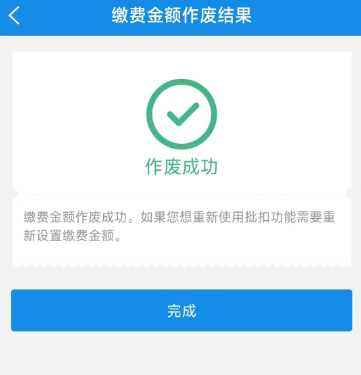 缴费金额作废结果
作废成功
缴费金额作废成功。如果您想重新使用批扣功能需要重
新设置缴费金额。
完成